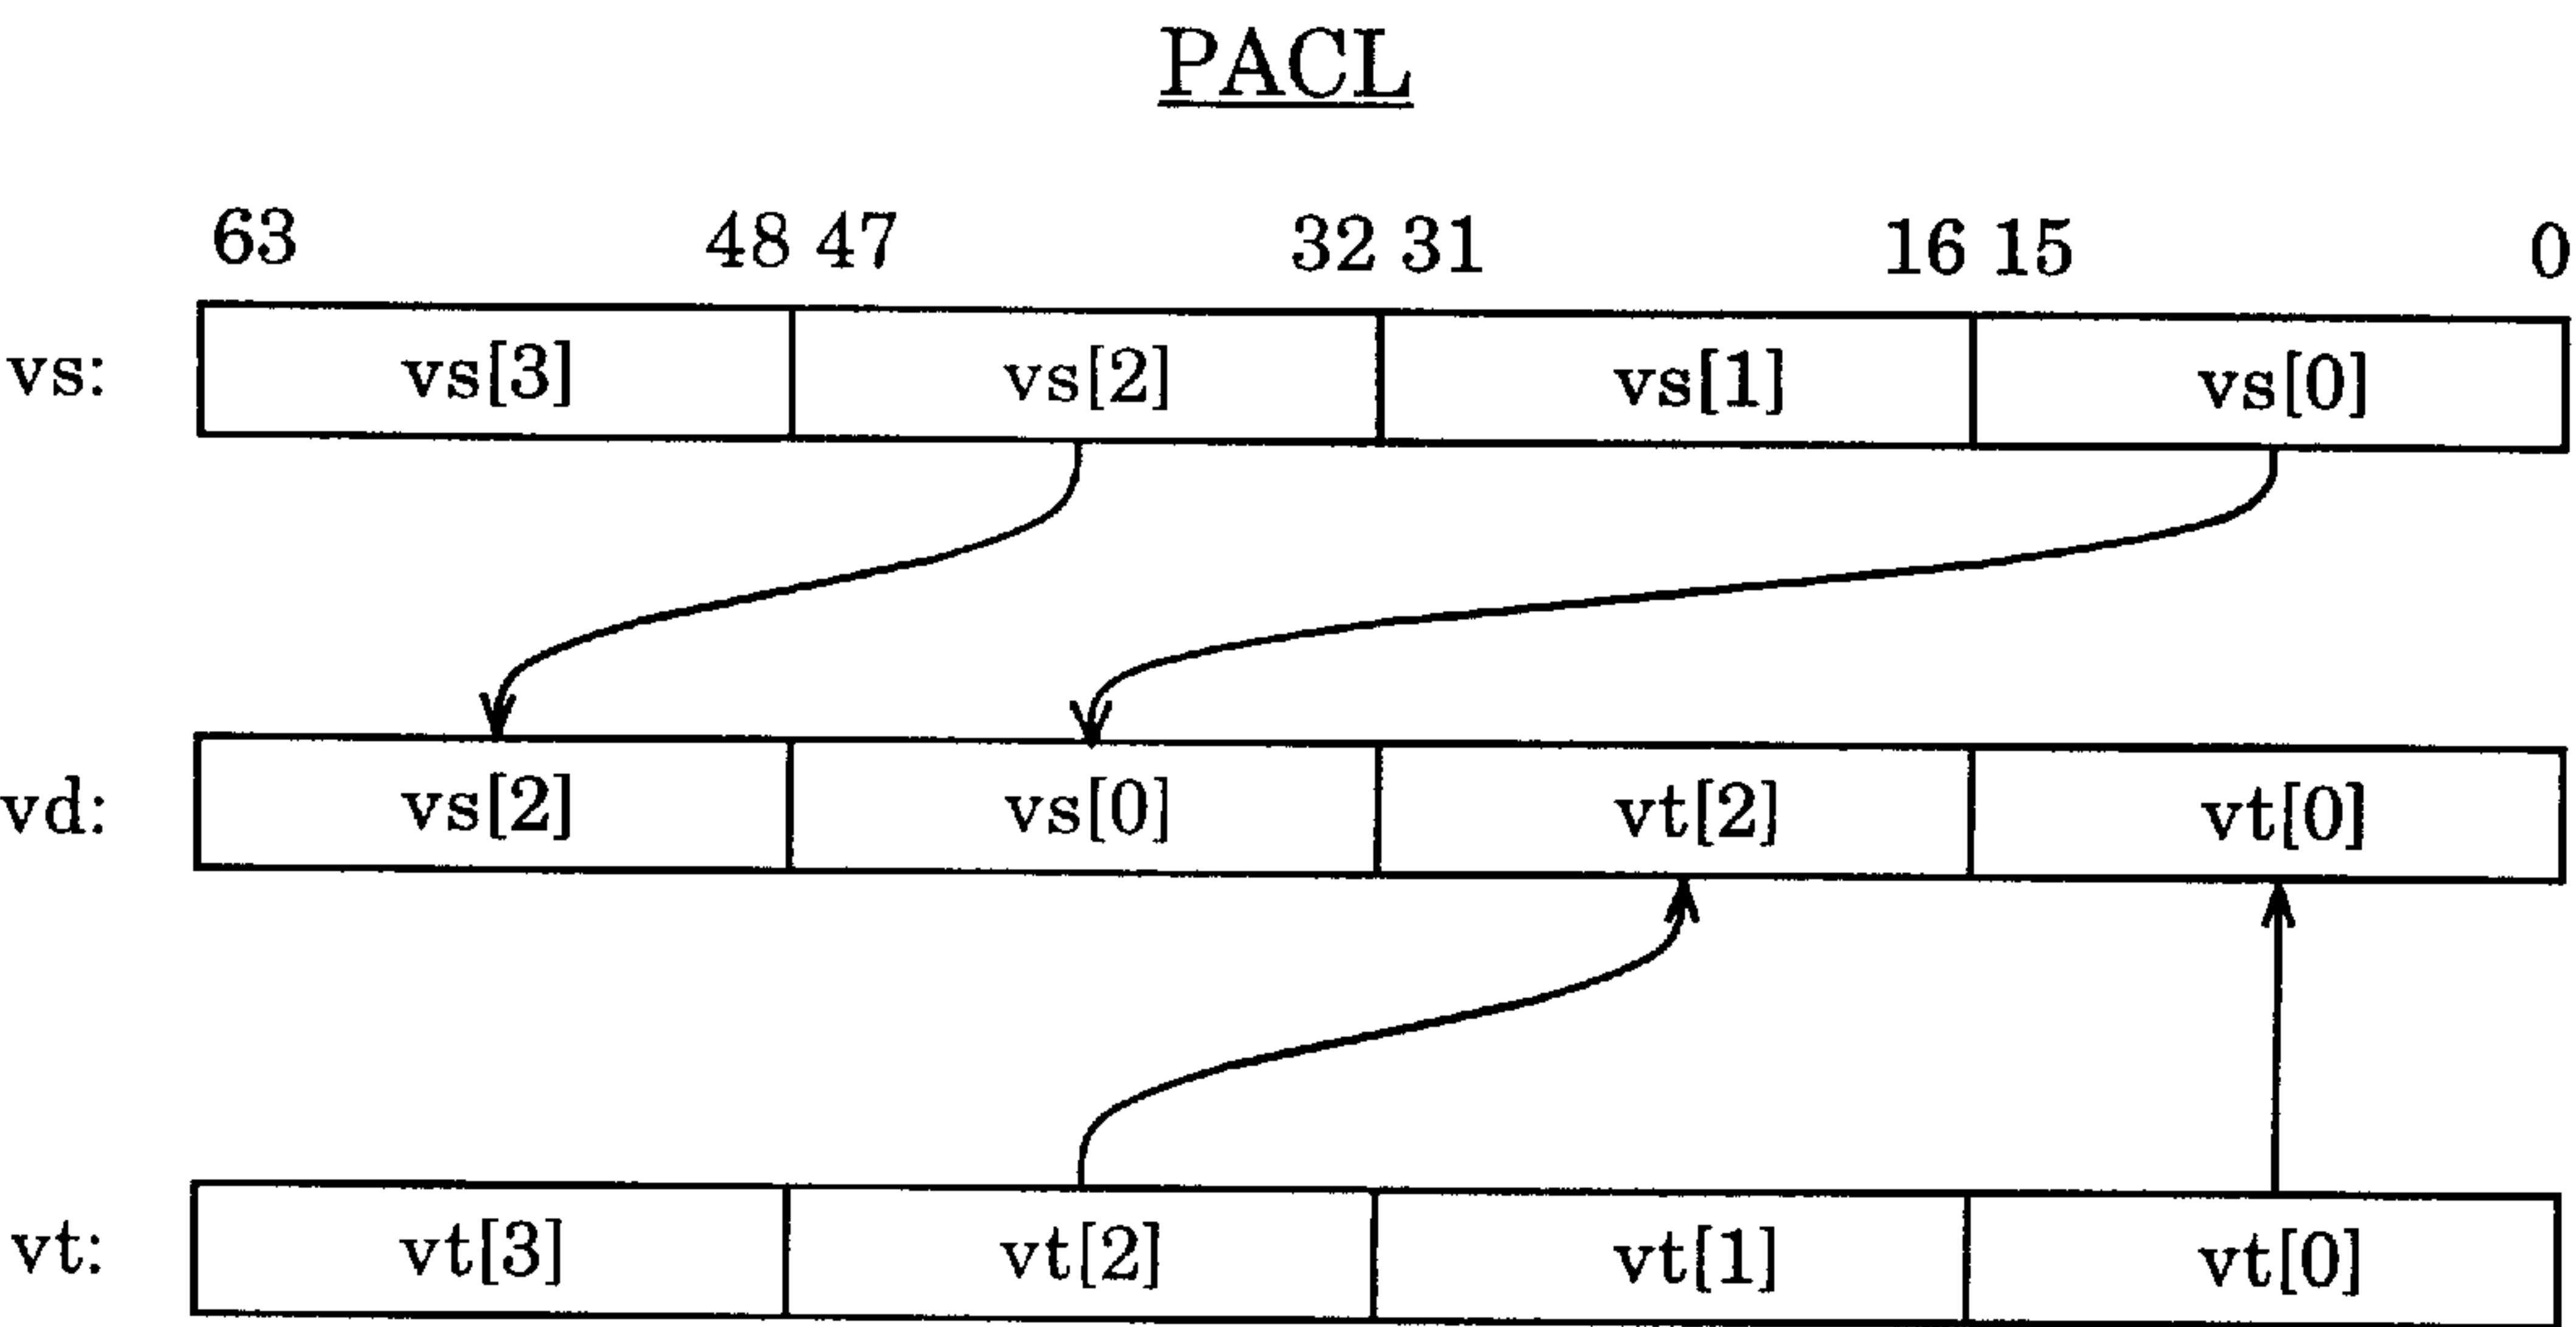 PACL
63 48 47 32 31 16 15 0
vs: vs[3] vs[2] vs[1] vs[0]
vd: vs[2] vs[0] vt[2] vt[0]
vt: vt[3] vt[2] vt[1] vt[0]